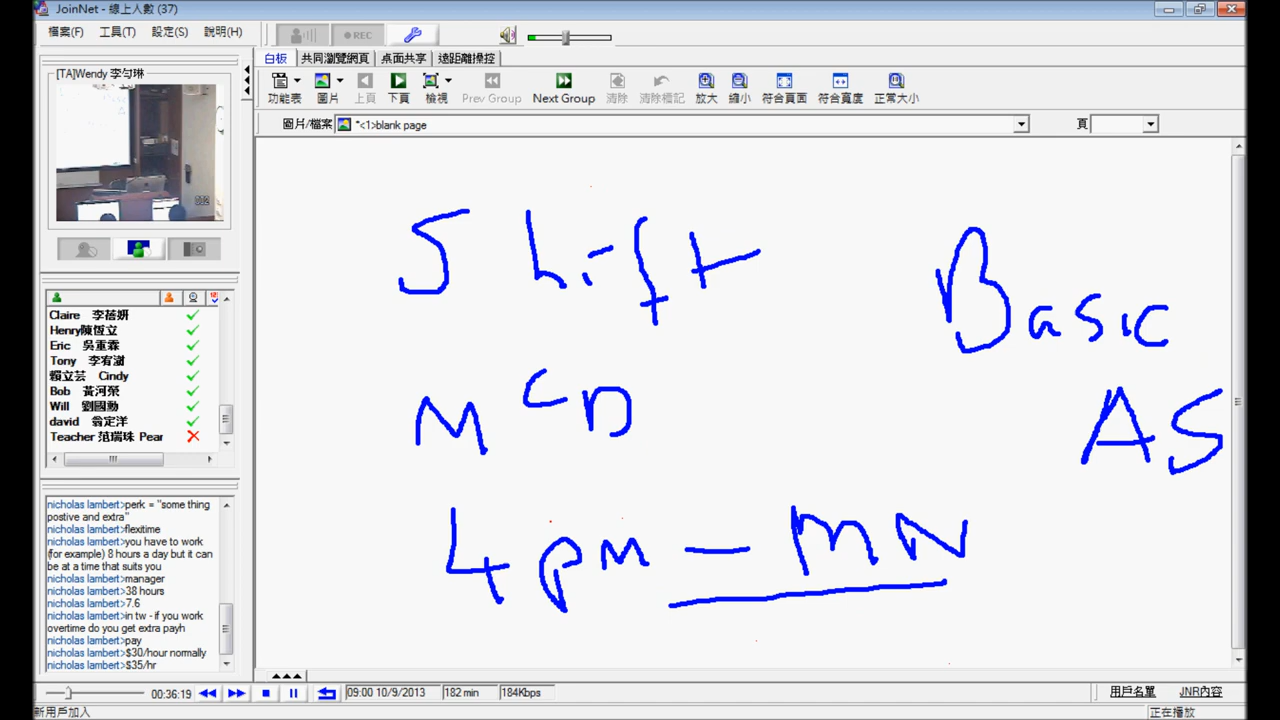 JoinNet - 線上人數 (37)
檔案(F) 工具(T) 設定(S) 說明(H)
REC
[TA]Wendy 李勻琳
白板 共同瀏覽網頁 桌面共享 遠距離操控
功能表 圖片 上頁 下頁 檢視 Prev Group Next Group 清除 清除標記 放大 縮小 符合頁面 符合寬度 正常大小
圖片/檔案 *<1>blank page 頁
Claire 李蓓妍
Henry陳恆立
Eric 吳重霖
Tony 李宥澍
賴立芸 Cindy
Bob 黃河榮
Will 劉國勳
david 翁定洋
Teacher 范瑞珠 Pear
nicholas lambert>perk = "some thing
postive and extra"
nicholas lambert>flexitime
nicholas lambert>you have to work
(for example) 8 hours a day but it can
be at a time that suits you
nicholas lambert>manager
nicholas lambert>38 hours
nicholas lambert>7.6
nicholas lambert>in tw - if you work
overtime do you get extra payh
nicholas lambert>pay
nicholas lambert>$30/hour normally
nicholas lambert>$35/hr
Shift
Basic
McD
AS
4 pm — MN
00:36:19 09:00 10/9/2013 182 min 184Kbps 用戶名單 JNR內容
新用戶加入 正在播放